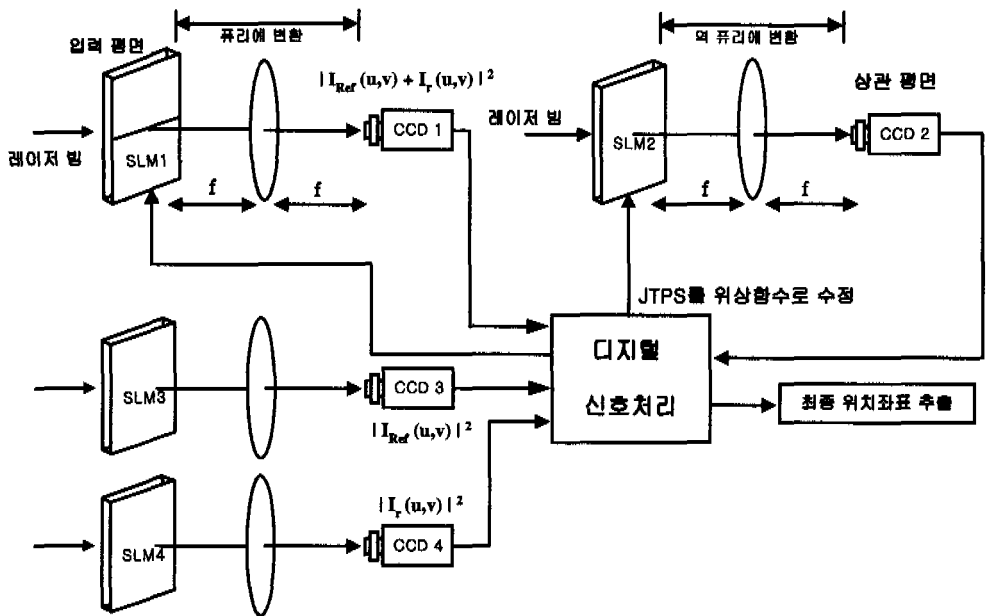 입력 평면
퓨리에 변환
| I_Ref (u,v) + I_r (u,v) | ²
레이저 빔
SLM1
CCD 1
f
f
역 퓨리에 변환
상관 평면
레이저 빔
SLM2
CCD 2
f
f
JTPS를 위상함수로 수정
디지털
신호처리
최종 위치좌표 추출
SLM3
CCD 3
| I_Ref (u,v) | ²
| I_r (u,v) | ²
SLM4
CCD 4